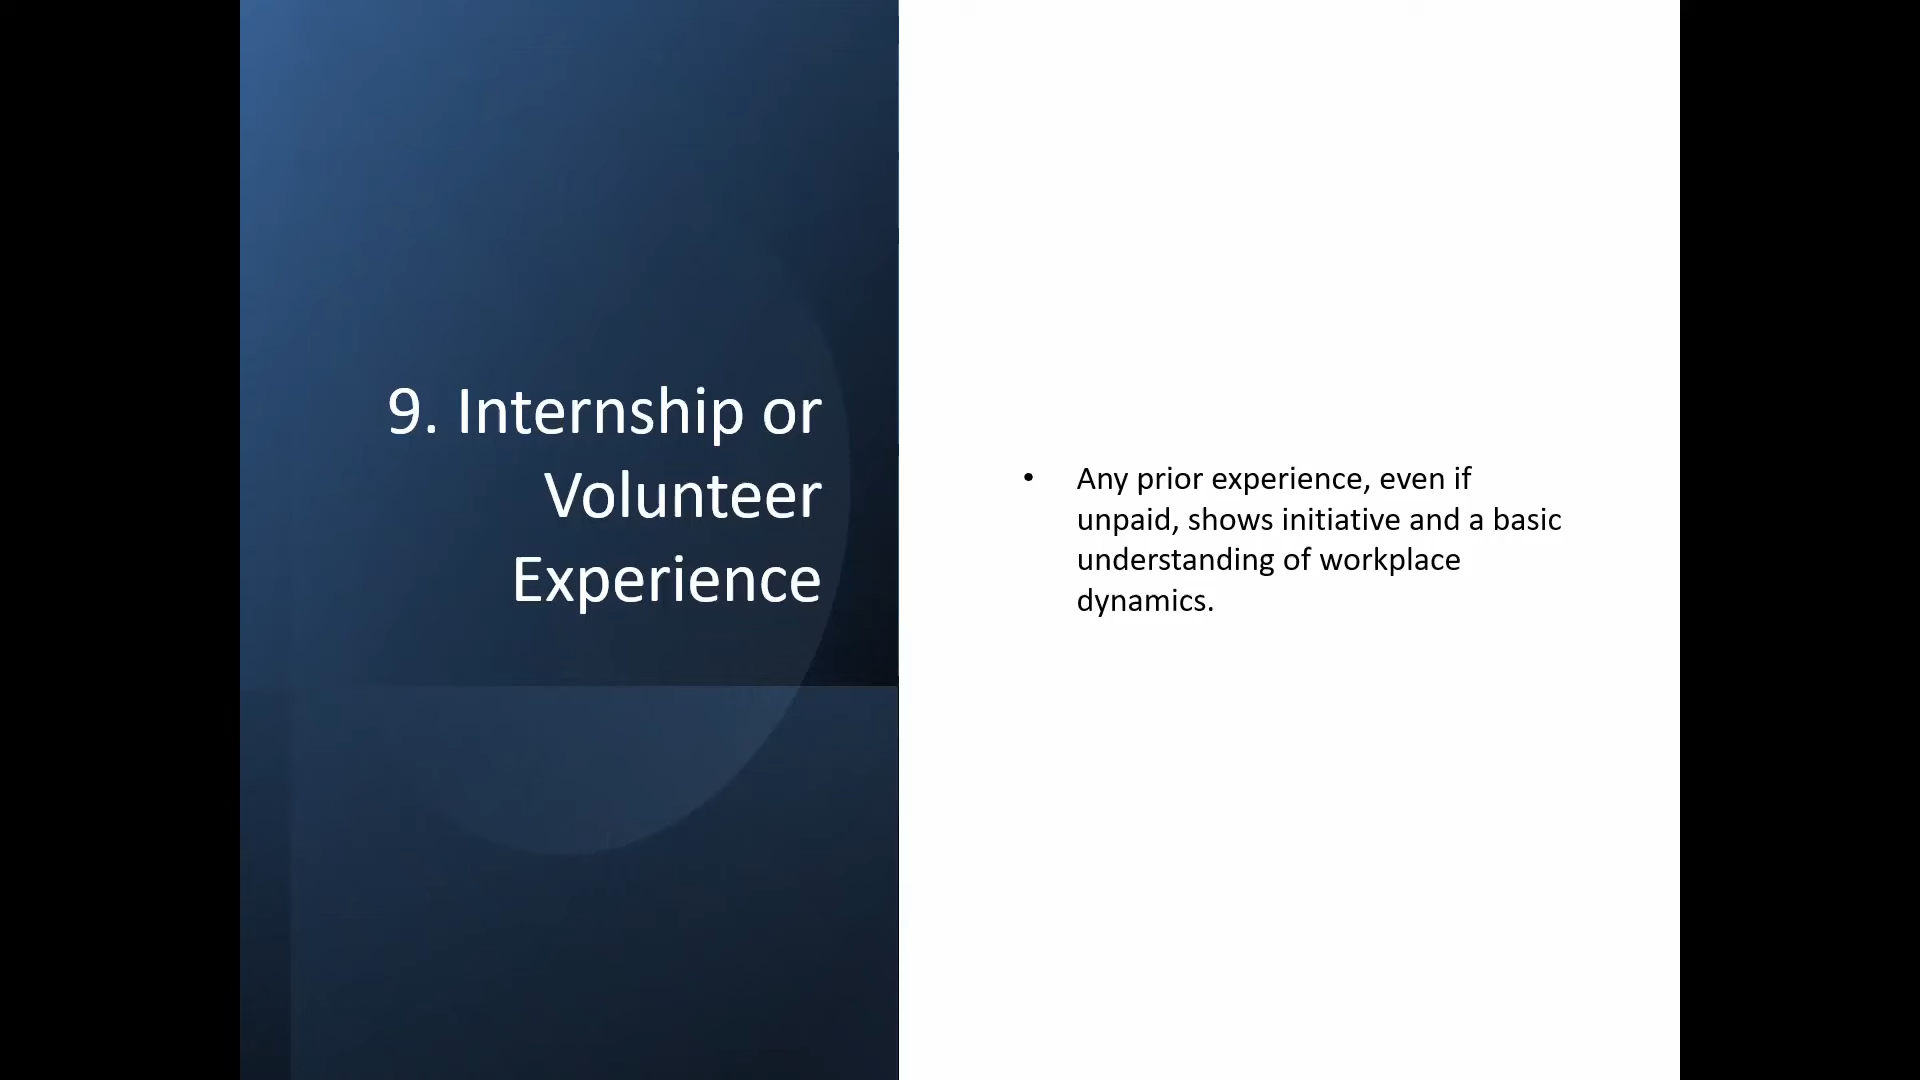 9. Internship or
Volunteer
Experience
• Any prior experience, even if
unpaid, shows initiative and a basic
understanding of workplace
dynamics.